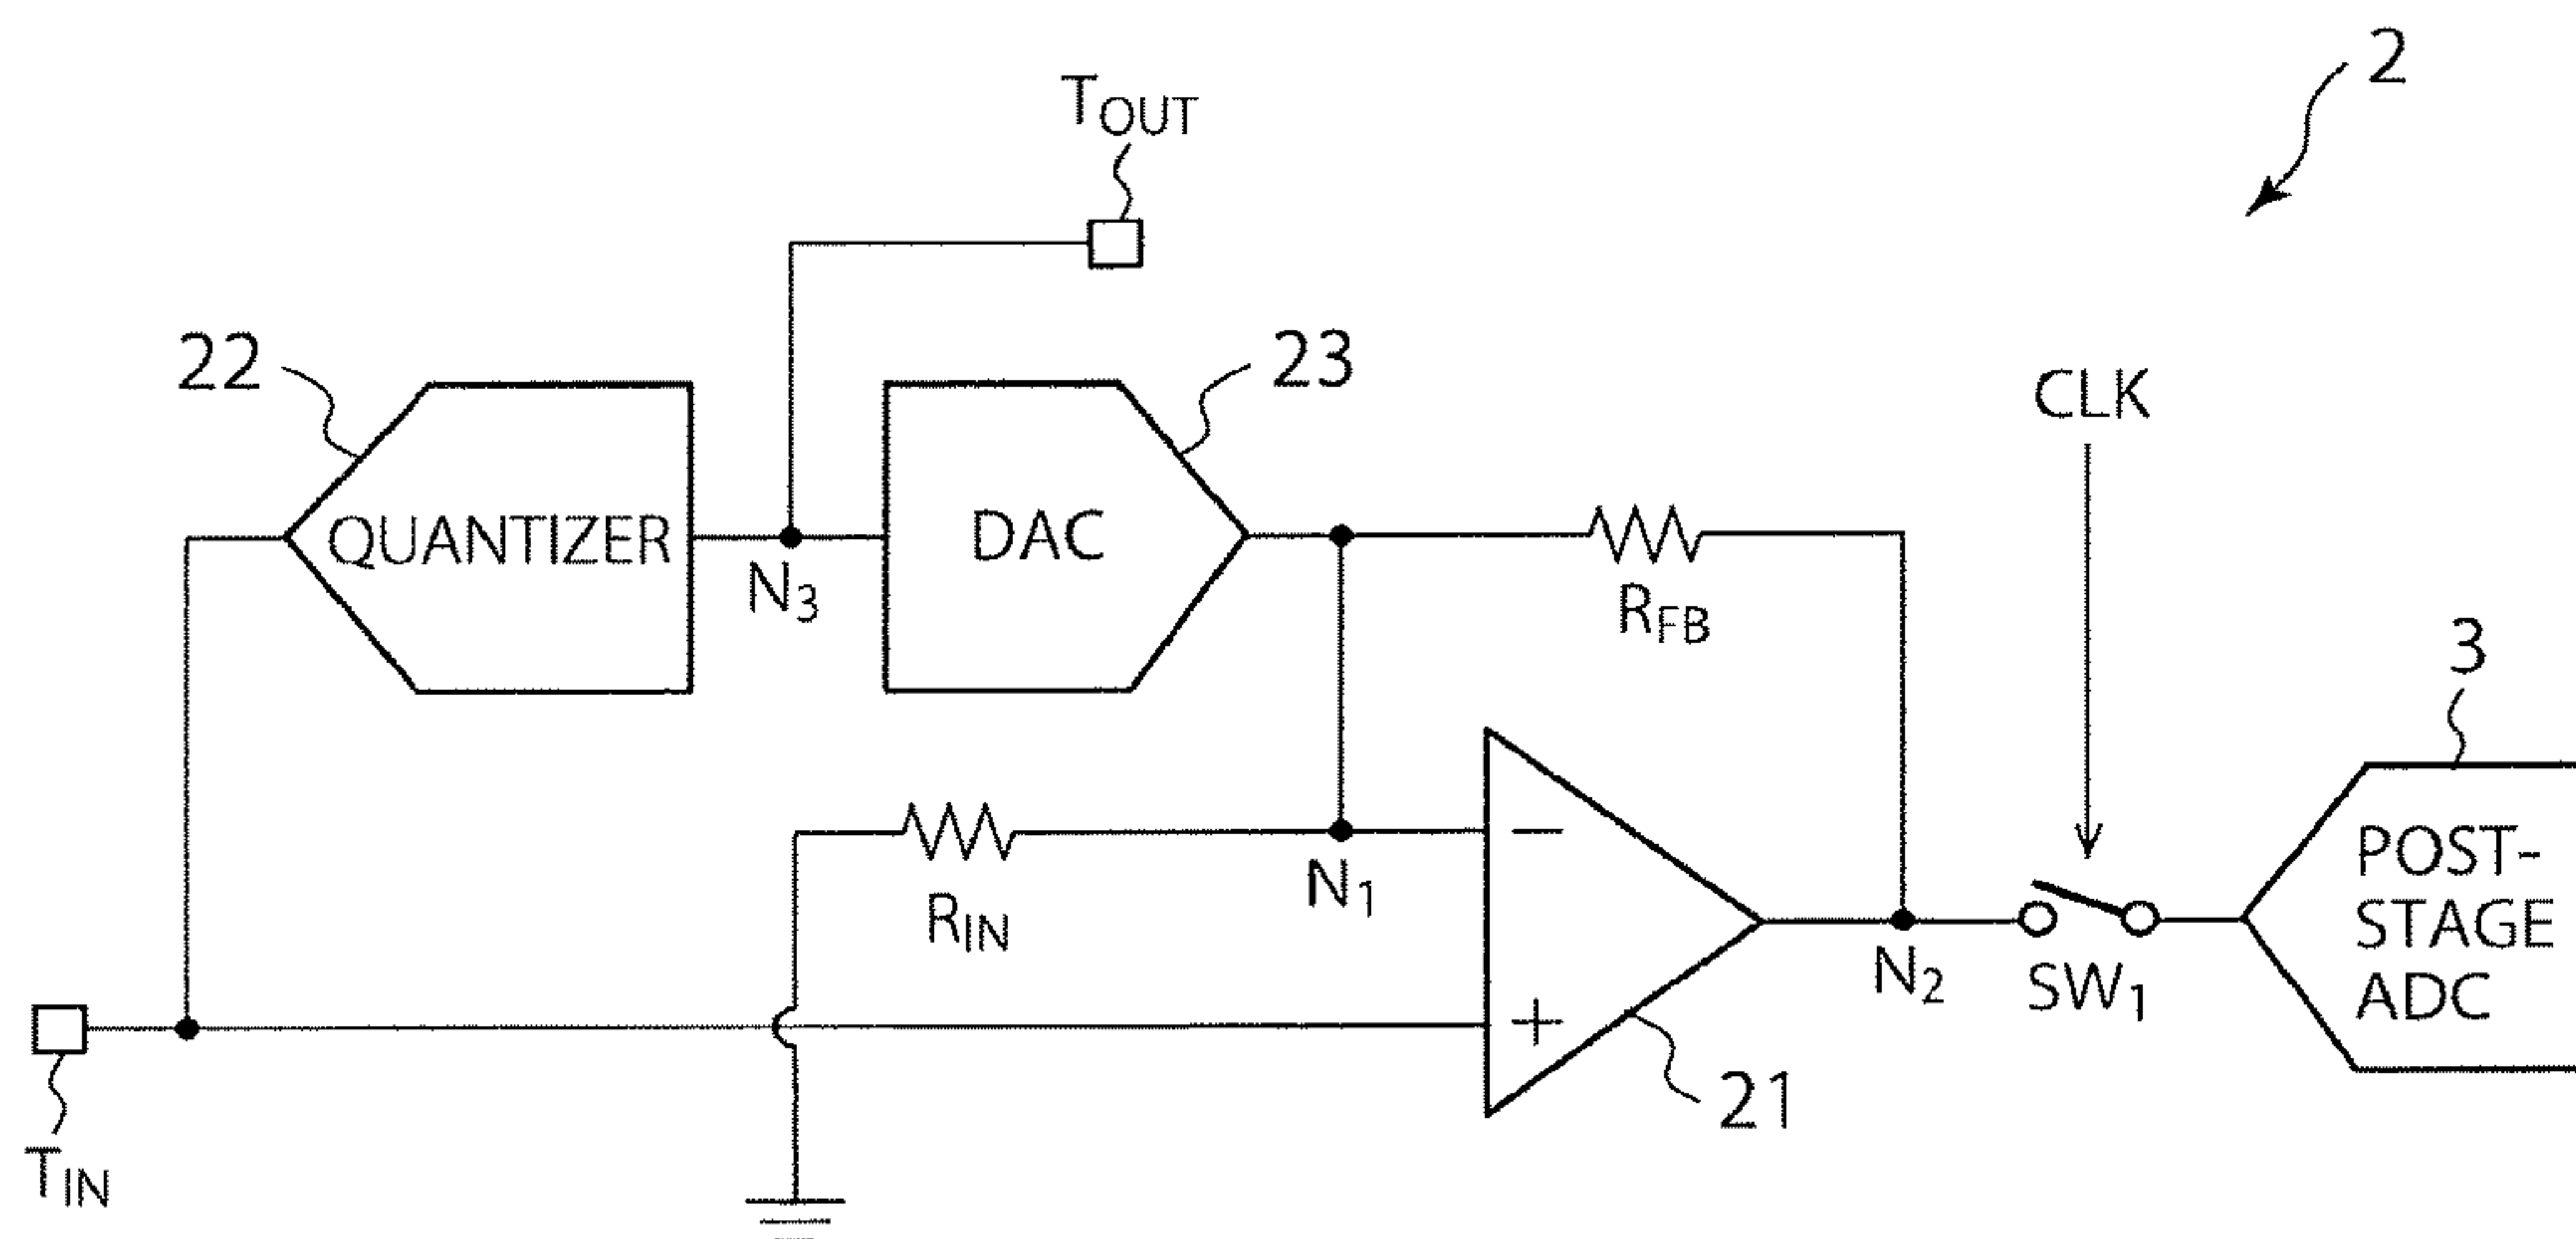 2
TOUT
22
23
CLK
QUANTIZER
DAC
N3
RFB
3
POST-
STAGE
ADC
N1
RIN
N2
SW1
21
TIN
−
+